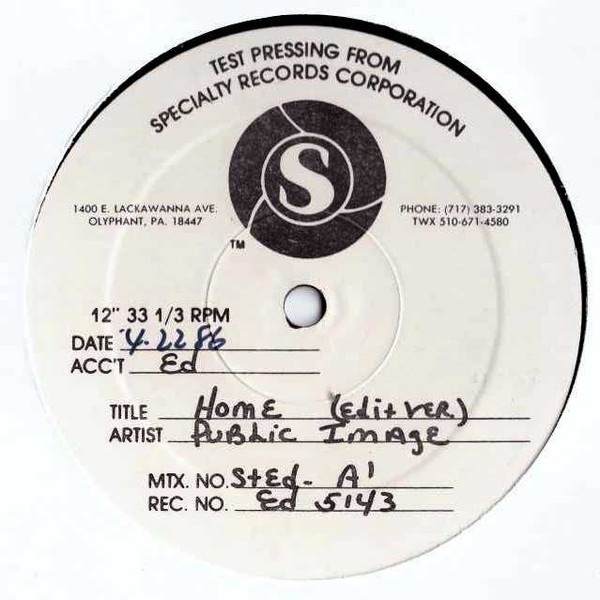 TEST PRESSING FROM
SPECIALTY RECORDS CORPORATION
S
1400 E. LACKAWANNA AVE.
OLYPHANT, PA. 18447
PHONE: (717) 383-3291
TWX 510-671-4580
TM
12" 33 1/3 RPM
DATE 4.22 86
ACC'T Ed
TITLE Home (Edit VER)
ARTIST Public Image
MTX. NO. StEd- A1
REC. NO. Ed 5143